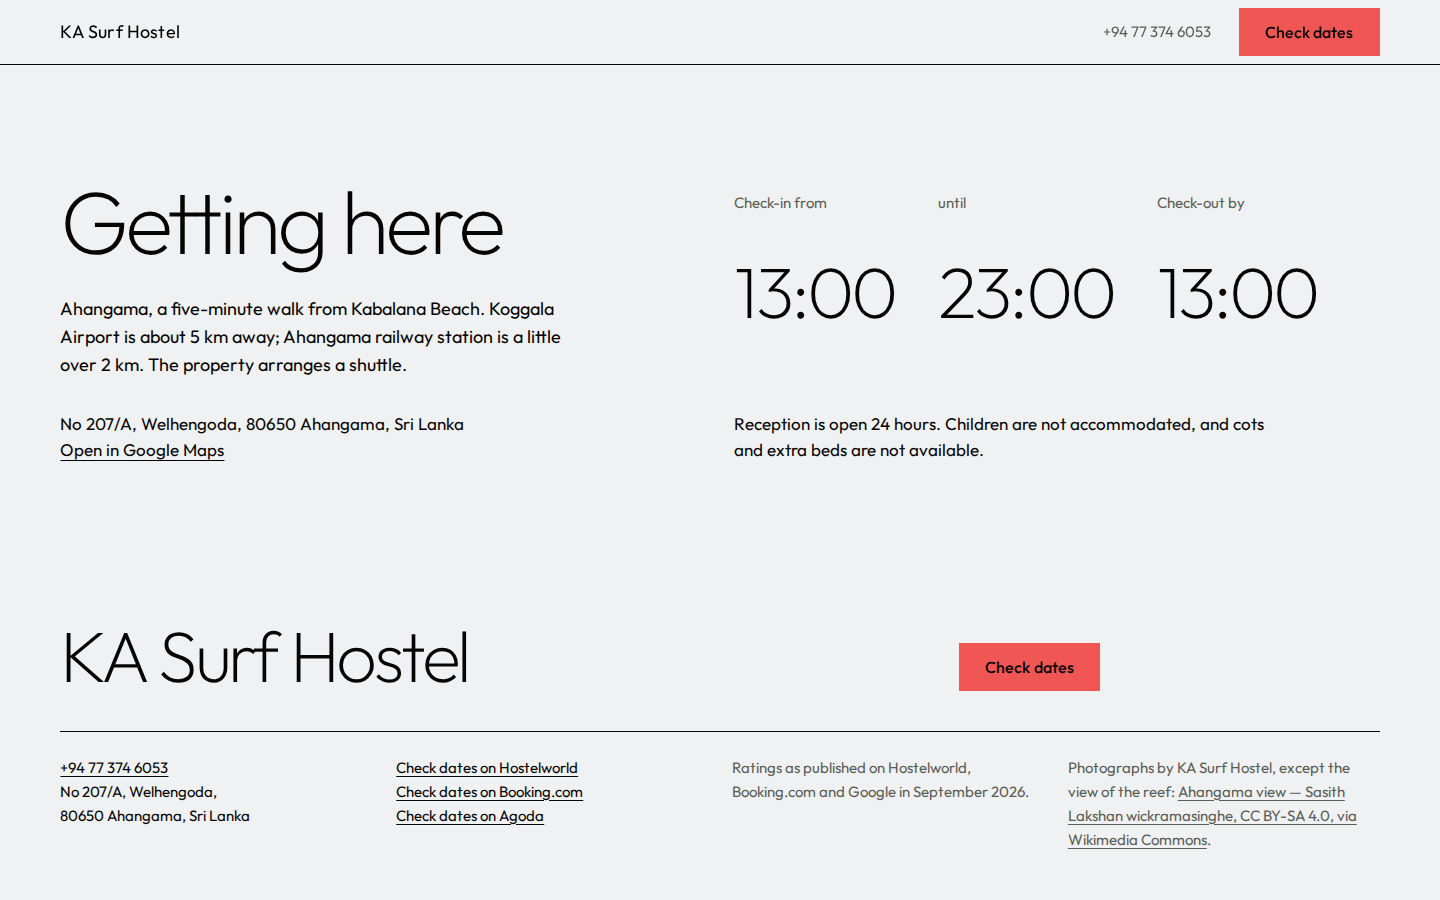 KA Surf Hostel
+94 77 374 6053
Check dates
Getting here
Ahangama, a five-minute walk from Kabalana Beach. Koggala
Airport is about 5 km away; Ahangama railway station is a little
over 2 km. The property arranges a shuttle.
No 207/A, Welhengoda, 80650 Ahangama, Sri Lanka
Open in Google Maps
Check-in from
13:00
until
23:00
Check-out by
13:00
Reception is open 24 hours. Children are not accommodated, and cots
and extra beds are not available.
KA Surf Hostel
Check dates
+94 77 374 6053
No 207/A, Welhengoda,
80650 Ahangama, Sri Lanka
Check dates on Hostelworld
Check dates on Booking.com
Check dates on Agoda
Ratings as published on Hostelworld,
Booking.com and Google in September 2026.
Photographs by KA Surf Hostel, except the
view of the reef: Ahangama view — Sasith
Lakshan wickramasinghe, CC BY-SA 4.0, via
Wikimedia Commons.